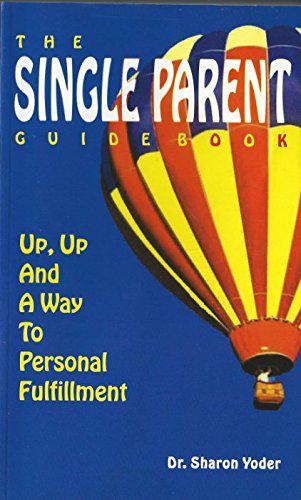 THE
SINGLE PARENT
GUIDEBOOK
Up, Up
And
A Way
To
Personal
Fulfillment
Dr. Sharon Yoder